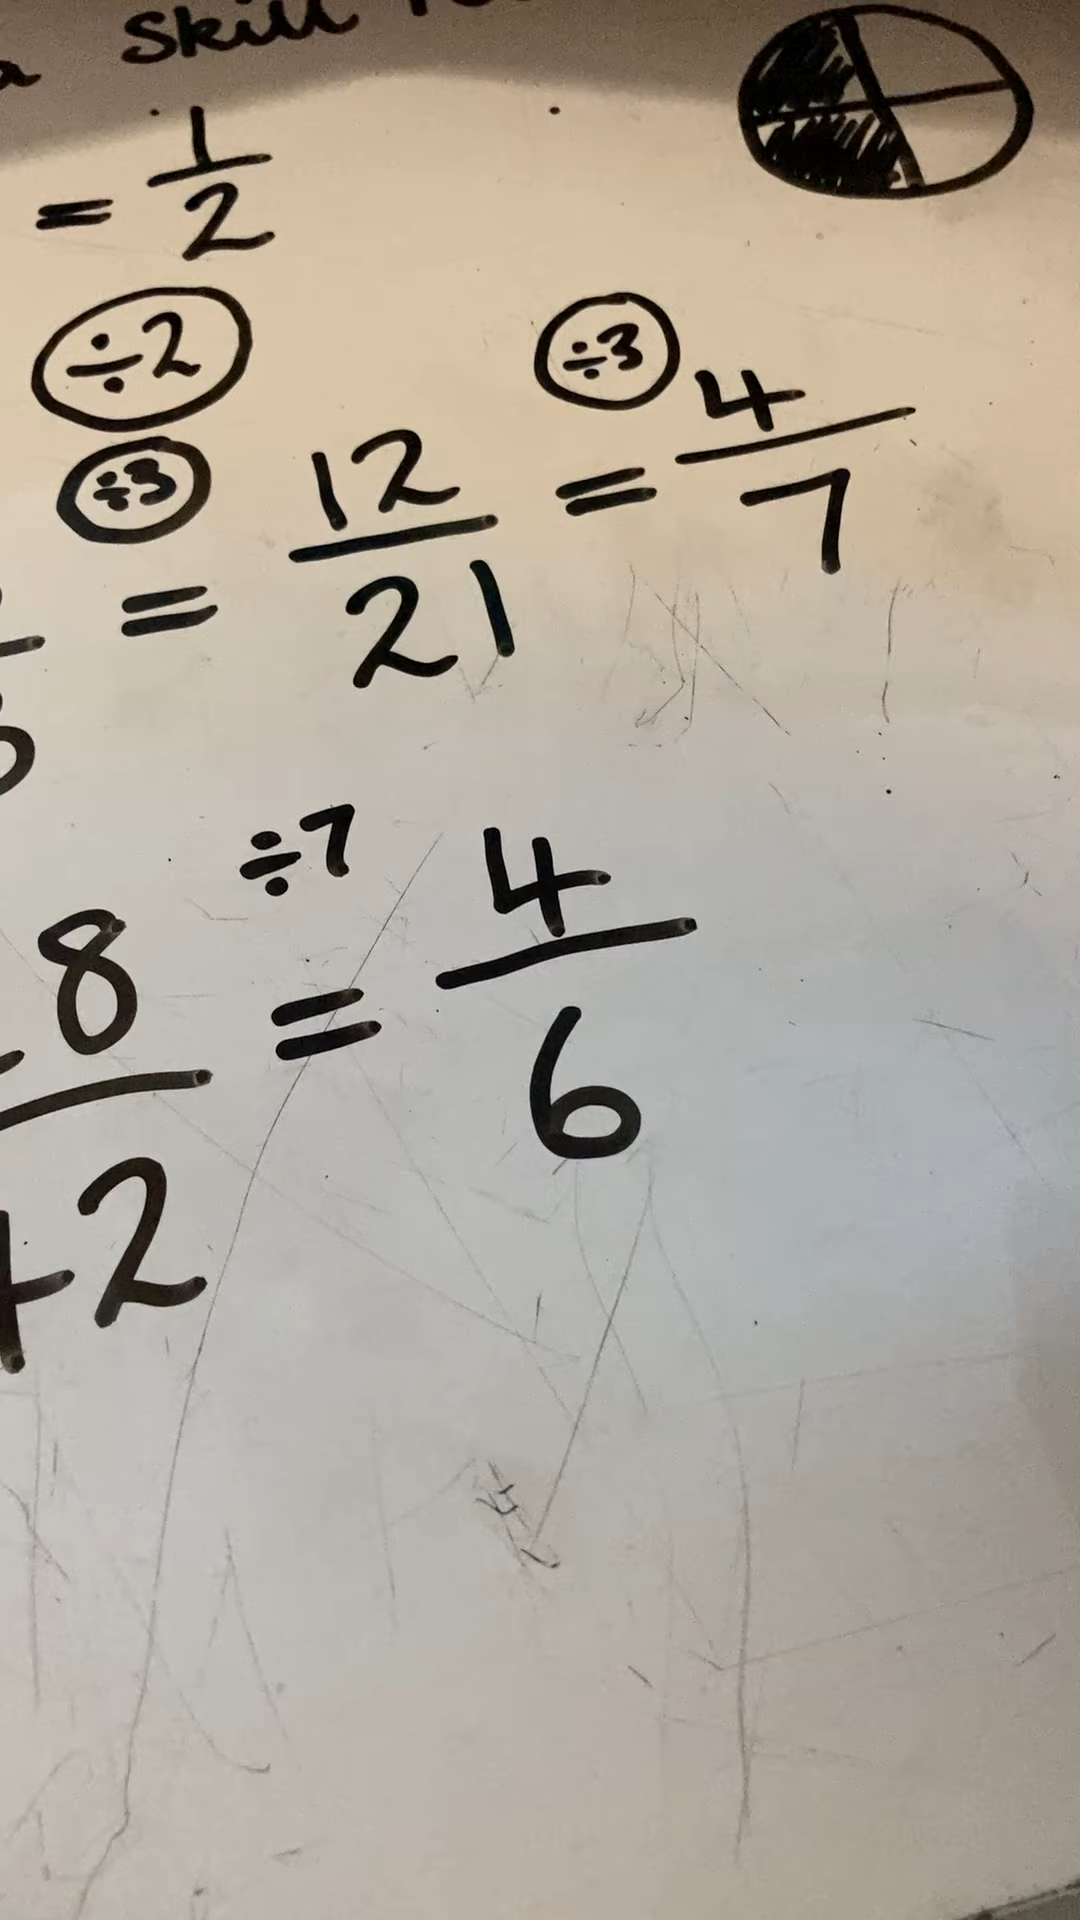 Skill
= 1/2
÷2
÷3
÷3
= 12/21 = 4/7
÷7
8/42 = 4/6